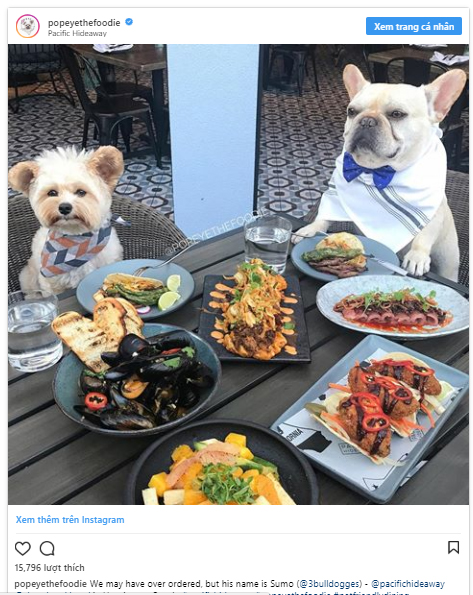 popeyethefoodie
Pacific Hideaway
Xem trang cá nhân
@POPEYETHEFOODIE
Xem thêm trên Instagram
15,796 lượt thích
popeyethefoodie We may have over ordered, but his name is Sumo (@3bulldogges) - @pacifichideaway